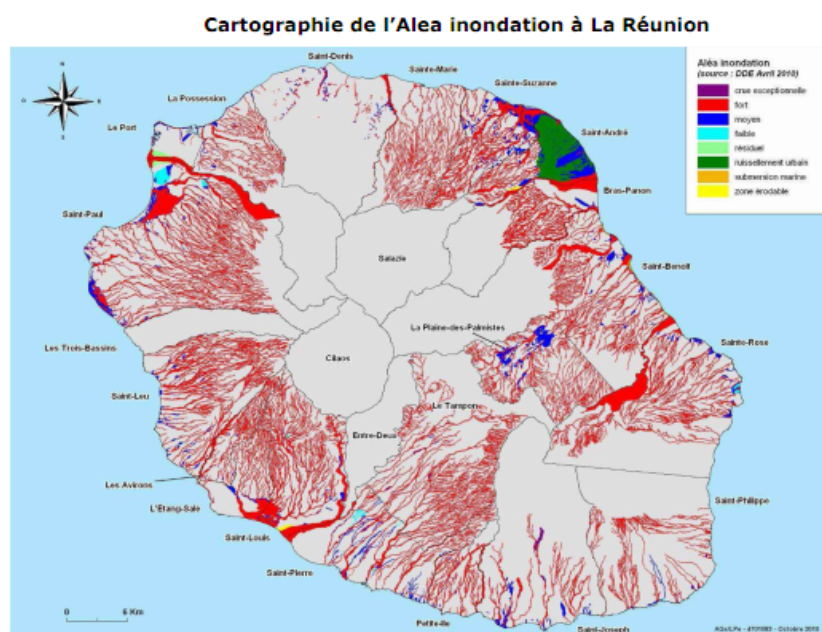 Cartographie de l'Alea inondation à La Réunion
Saint-Denis
Sainte-Marie
Sainte-Suzanne
La Possession
Le Port
Saint-André
Bras-Panon
Saint-Paul
Salazie
Saint-Benoît
La Plaine-des-Palmistes
Les Trois-Bassins
Cilaos
Sainte-Rose
Saint-Leu
Le Tampon
Entre-Deux
Les Avirons
L'Étang-Salé
Saint-Philippe
Saint-Louis
Saint-Pierre
Petite-Ile
Saint-Joseph
Aléa inondation
(source : DDE Avril 2010)
crue exceptionnelle
fort
moyen
faible
résiduel
ruissellement urbain
submersion marine
zone érodable
N
O
E
S
0 6 Km
Octobre 2010